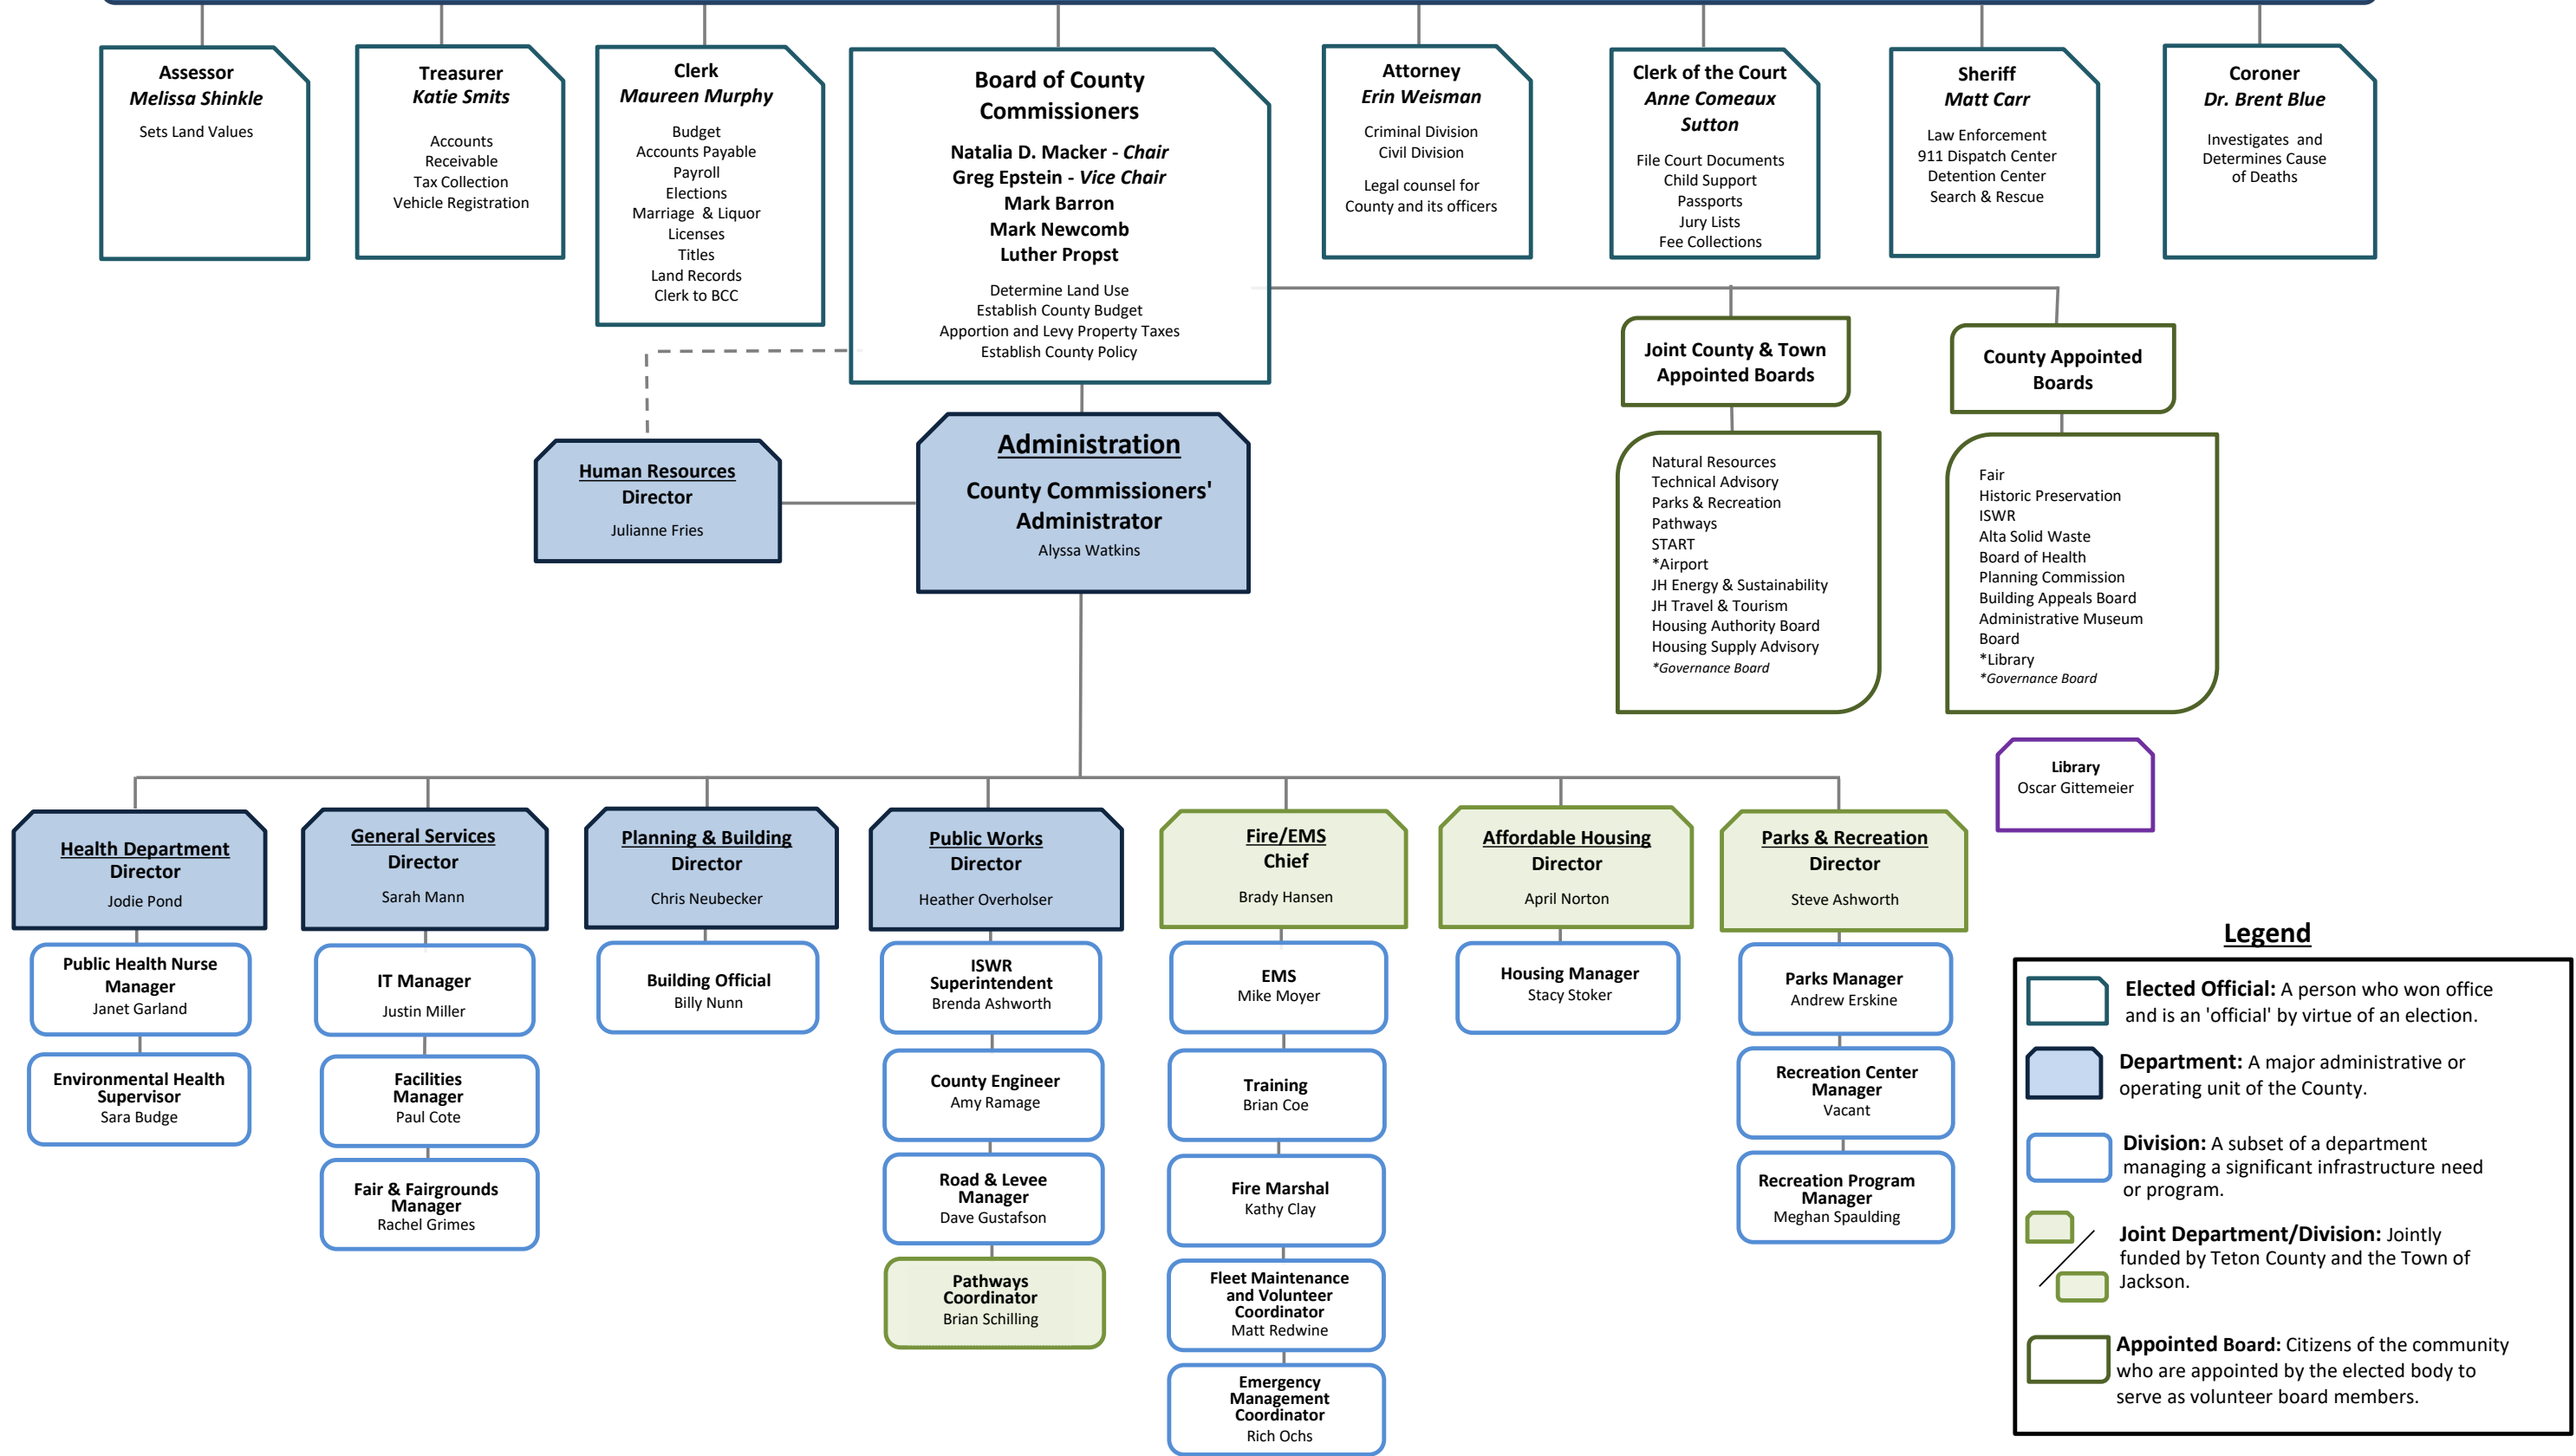 Assessor
Melissa Shinkle
Sets Land Values
Treasurer
Katie Smits
Accounts
Receivable
Tax Collection
Vehicle Registration
Clerk
Maureen Murphy
Budget
Accounts Payable
Payroll
Elections
Marriage & Liquor
Licenses
Titles
Land Records
Clerk to BCC
Board of County
Commissioners
Natalia D. Macker - Chair
Greg Epstein - Vice Chair
Mark Barron
Mark Newcomb
Luther Propst
Determine Land Use
Establish County Budget
Apportion and Levy Property Taxes
Establish County Policy
Attorney
Erin Weisman
Criminal Division
Civil Division
Legal counsel for
County and its officers
Clerk of the Court
Anne Comeaux
Sutton
File Court Documents
Child Support
Passports
Jury Lists
Fee Collections
Sheriff
Matt Carr
Law Enforcement
911 Dispatch Center
Detention Center
Search & Rescue
Coroner
Dr. Brent Blue
Investigates and
Determines Cause
of Deaths
Joint County & Town
Appointed Boards
County Appointed
Boards
Human Resources
Director
Julianne Fries
Administration
County Commissioners'
Administrator
Alyssa Watkins
Natural Resources
Technical Advisory
Parks & Recreation
Pathways
START
*Airport
JH Energy & Sustainability
JH Travel & Tourism
Housing Authority Board
Housing Supply Advisory
*Governance Board
Fair
Historic Preservation
ISWR
Alta Solid Waste
Board of Health
Planning Commission
Building Appeals Board
Administrative Museum
Board
*Library
*Governance Board
Library
Oscar Gittemeier
Health Department
Director
Jodie Pond
Public Health Nurse
Manager
Janet Garland
Environmental Health
Supervisor
Sara Budge
General Services
Director
Sarah Mann
IT Manager
Justin Miller
Facilities
Manager
Paul Cote
Fair & Fairgrounds
Manager
Rachel Grimes
Planning & Building
Director
Chris Neubecker
Building Official
Billy Nunn
Public Works
Director
Heather Overholser
ISWR
Superintendent
Brenda Ashworth
County Engineer
Amy Ramage
Road & Levee
Manager
Dave Gustafson
Pathways
Coordinator
Brian Schilling
Fire/EMS
Chief
Brady Hansen
EMS
Mike Moyer
Training
Brian Coe
Fire Marshal
Kathy Clay
Fleet Maintenance
and Volunteer
Coordinator
Matt Redwine
Emergency
Management
Coordinator
Rich Ochs
Affordable Housing
Director
April Norton
Housing Manager
Stacy Stoker
Parks & Recreation
Director
Steve Ashworth
Parks Manager
Andrew Erskine
Recreation Center
Manager
Vacant
Recreation Program
Manager
Meghan Spaulding
Legend
Elected Official: A person who won office
and is an 'official' by virtue of an election.
Department: A major administrative or
operating unit of the County.
Division: A subset of a department
managing a significant infrastructure need
or program.
Joint Department/Division: Jointly
funded by Teton County and the Town of
Jackson.
Appointed Board: Citizens of the community
who are appointed by the elected body to
serve as volunteer board members.